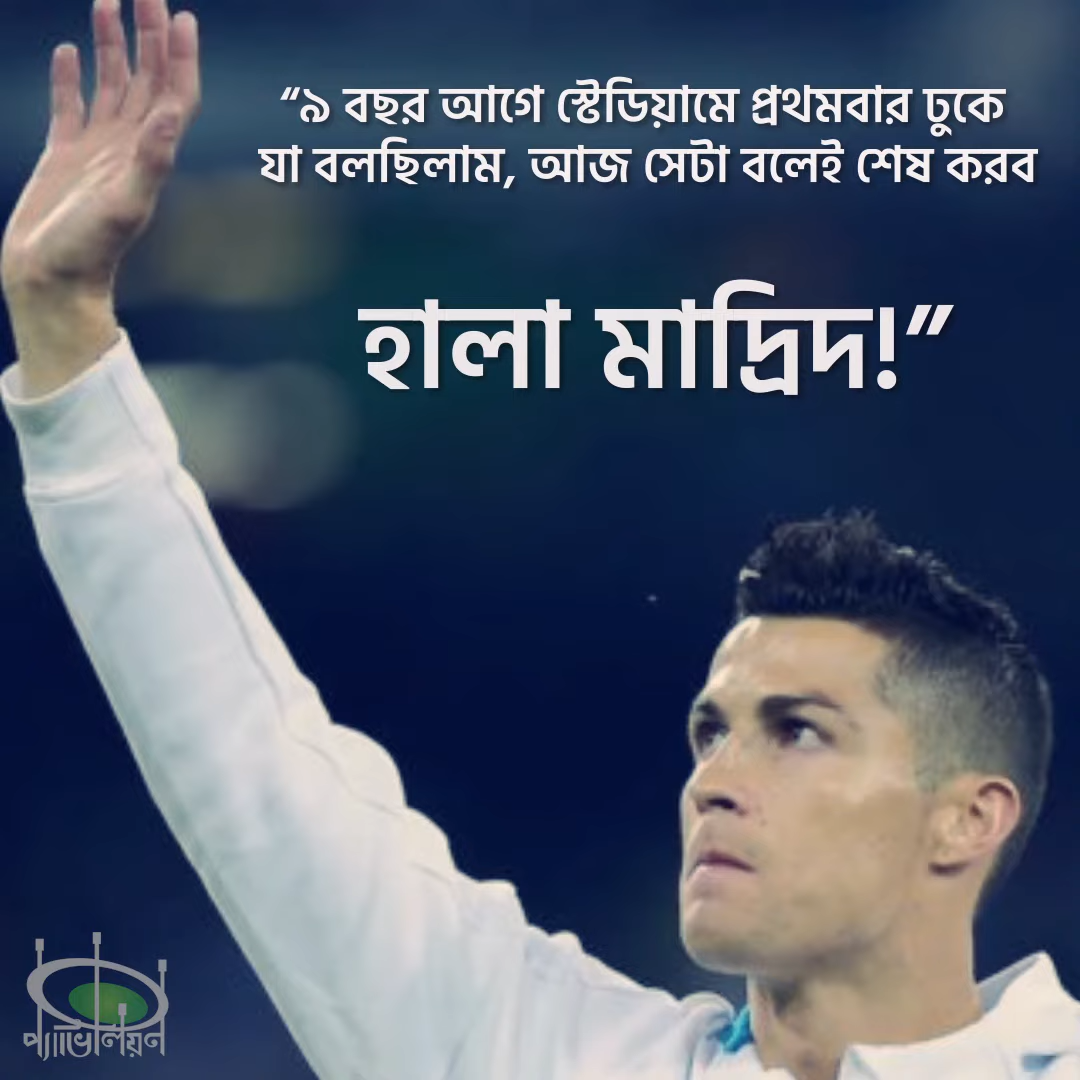 “৯ বছর আগে স্টেডিয়ামে প্রথমবার ঢুকে
যা বলছিলাম, আজ সেটা বলেই শেষ করব
হালা মাদ্রিদ!”
প্যাভিলিয়ন